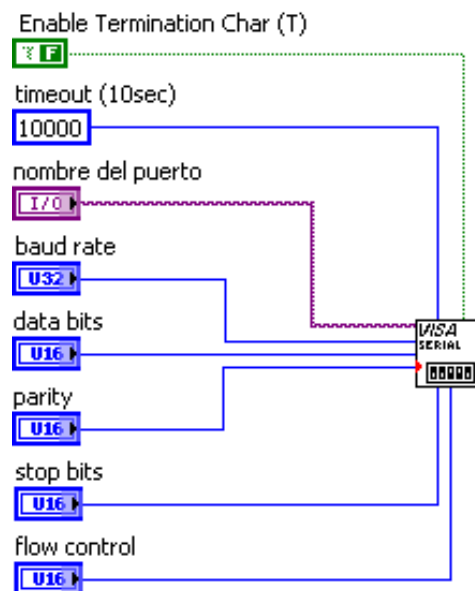 Enable Termination Char (T)
T F
timeout (10sec)
10000
nombre del puerto
I/O
baud rate
U32
VISA
SERIAL
data bits
U16
parity
U16
stop bits
U16
flow control
U16